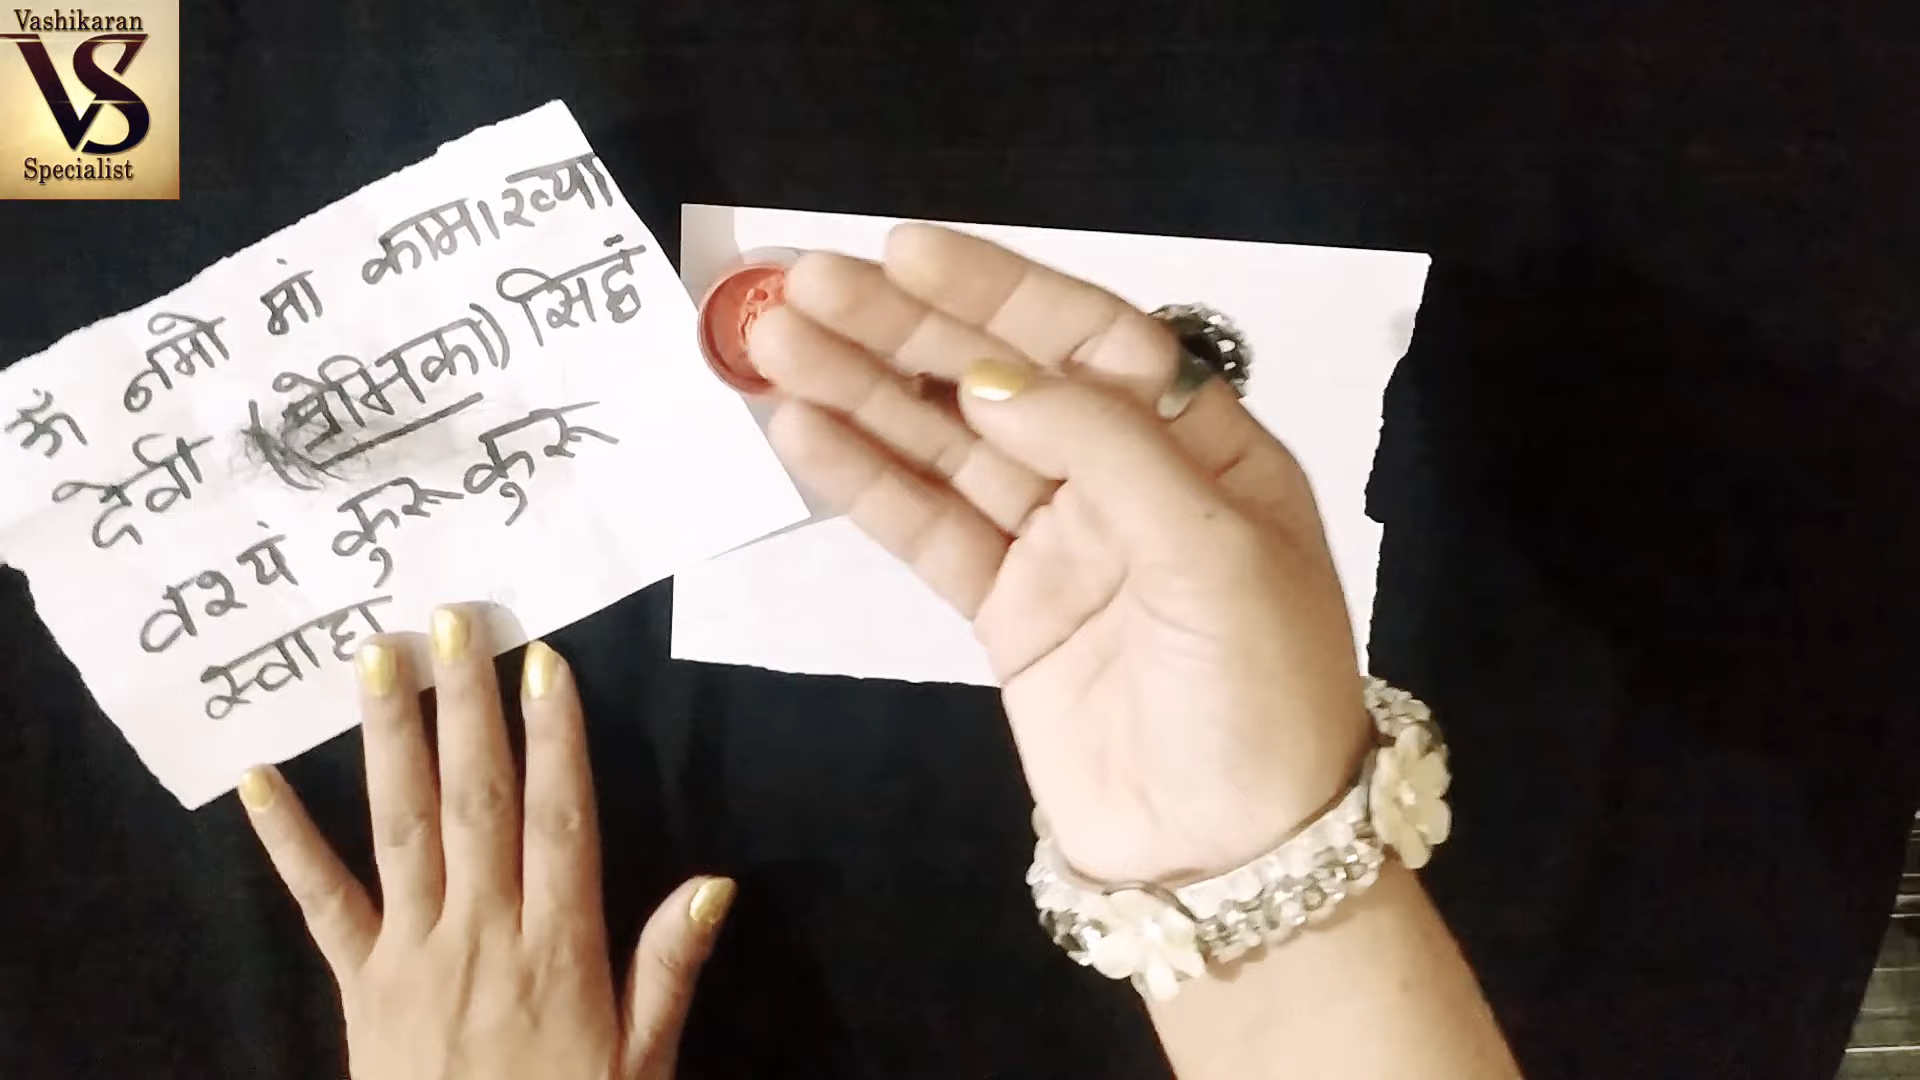 Vashikaran
VS
Specialist
ॐ नमो मां कामाख्या
देवी (प्रेमिका) सिद्धैं
वश्यं कुरू कुरू
स्वाहा